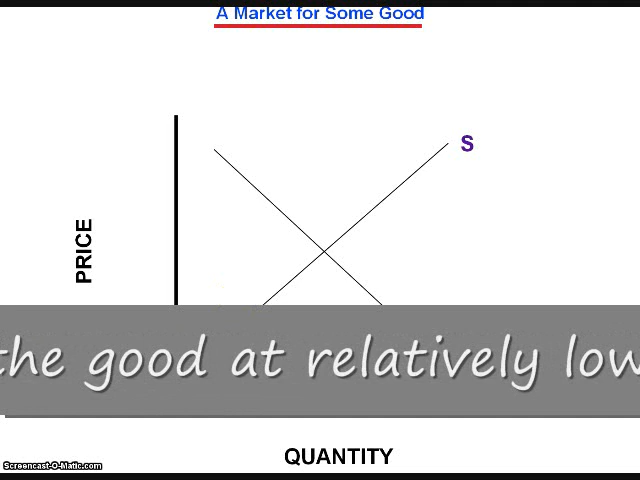 A Market for Some Good
S
PRICE
the good at relatively low
QUANTITY
Screencast-O-Matic.com